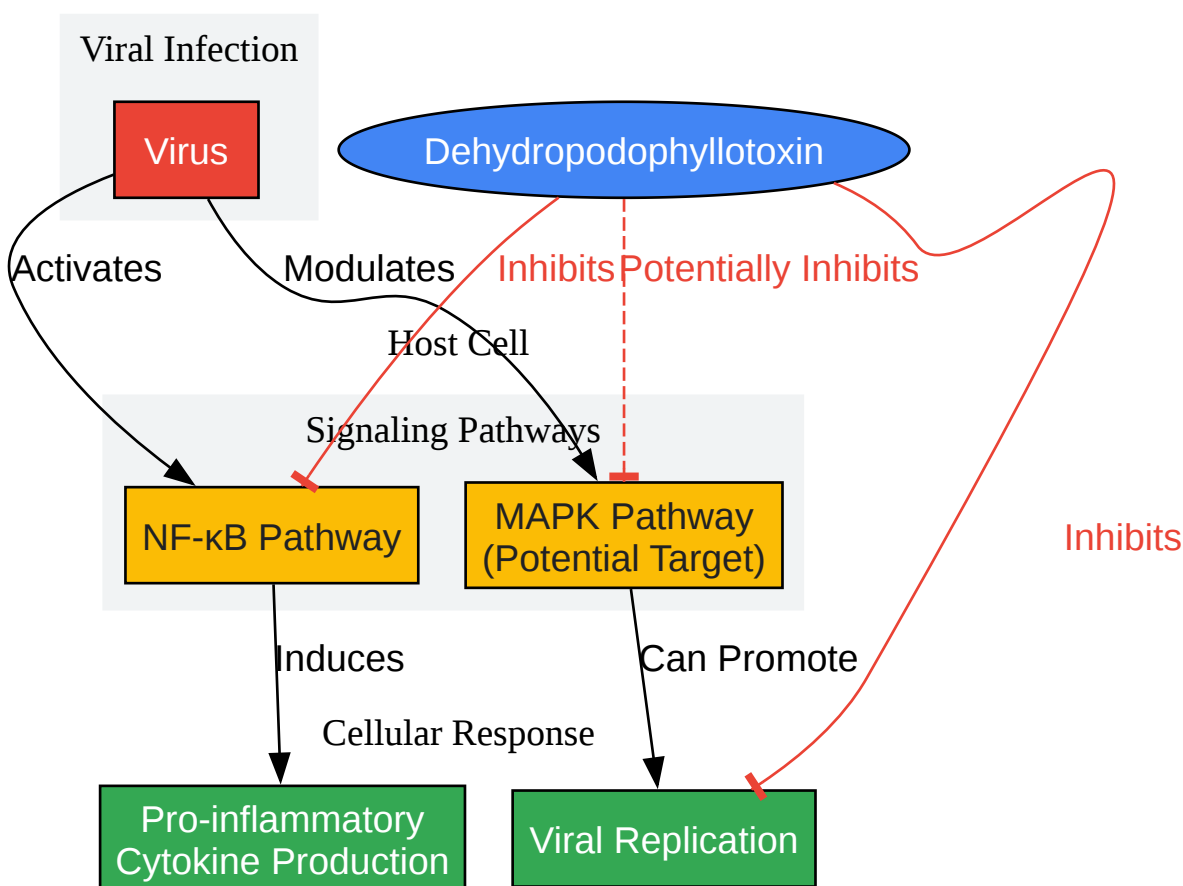 Viral Infection
Virus
Dehydropodophyllotoxin
Activates
Modulates
Inhibits
Potentially Inhibits
Host Cell
Signaling Pathways
NF-κB Pathway
MAPK Pathway
(Potential Target)
Inhibits
Induces
Can Promote
Cellular Response
Pro-inflammatory
Cytokine Production
Viral Replication